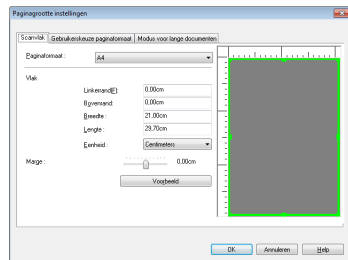 Paginagrootte instellingen
Scanvlak Gebruikerskeuze paginaformaat Modus voor lange documenten
Paginaformaat : A4
Vlak
Linkerrand(F): 0,00cm
Bovenrand: 0,00cm
Breedte : 21,00cm
Lengte : 29,70cm
Eenheid : Centimeters
Marge : 0,00cm
Voorbeeld
OK Annuleren Help